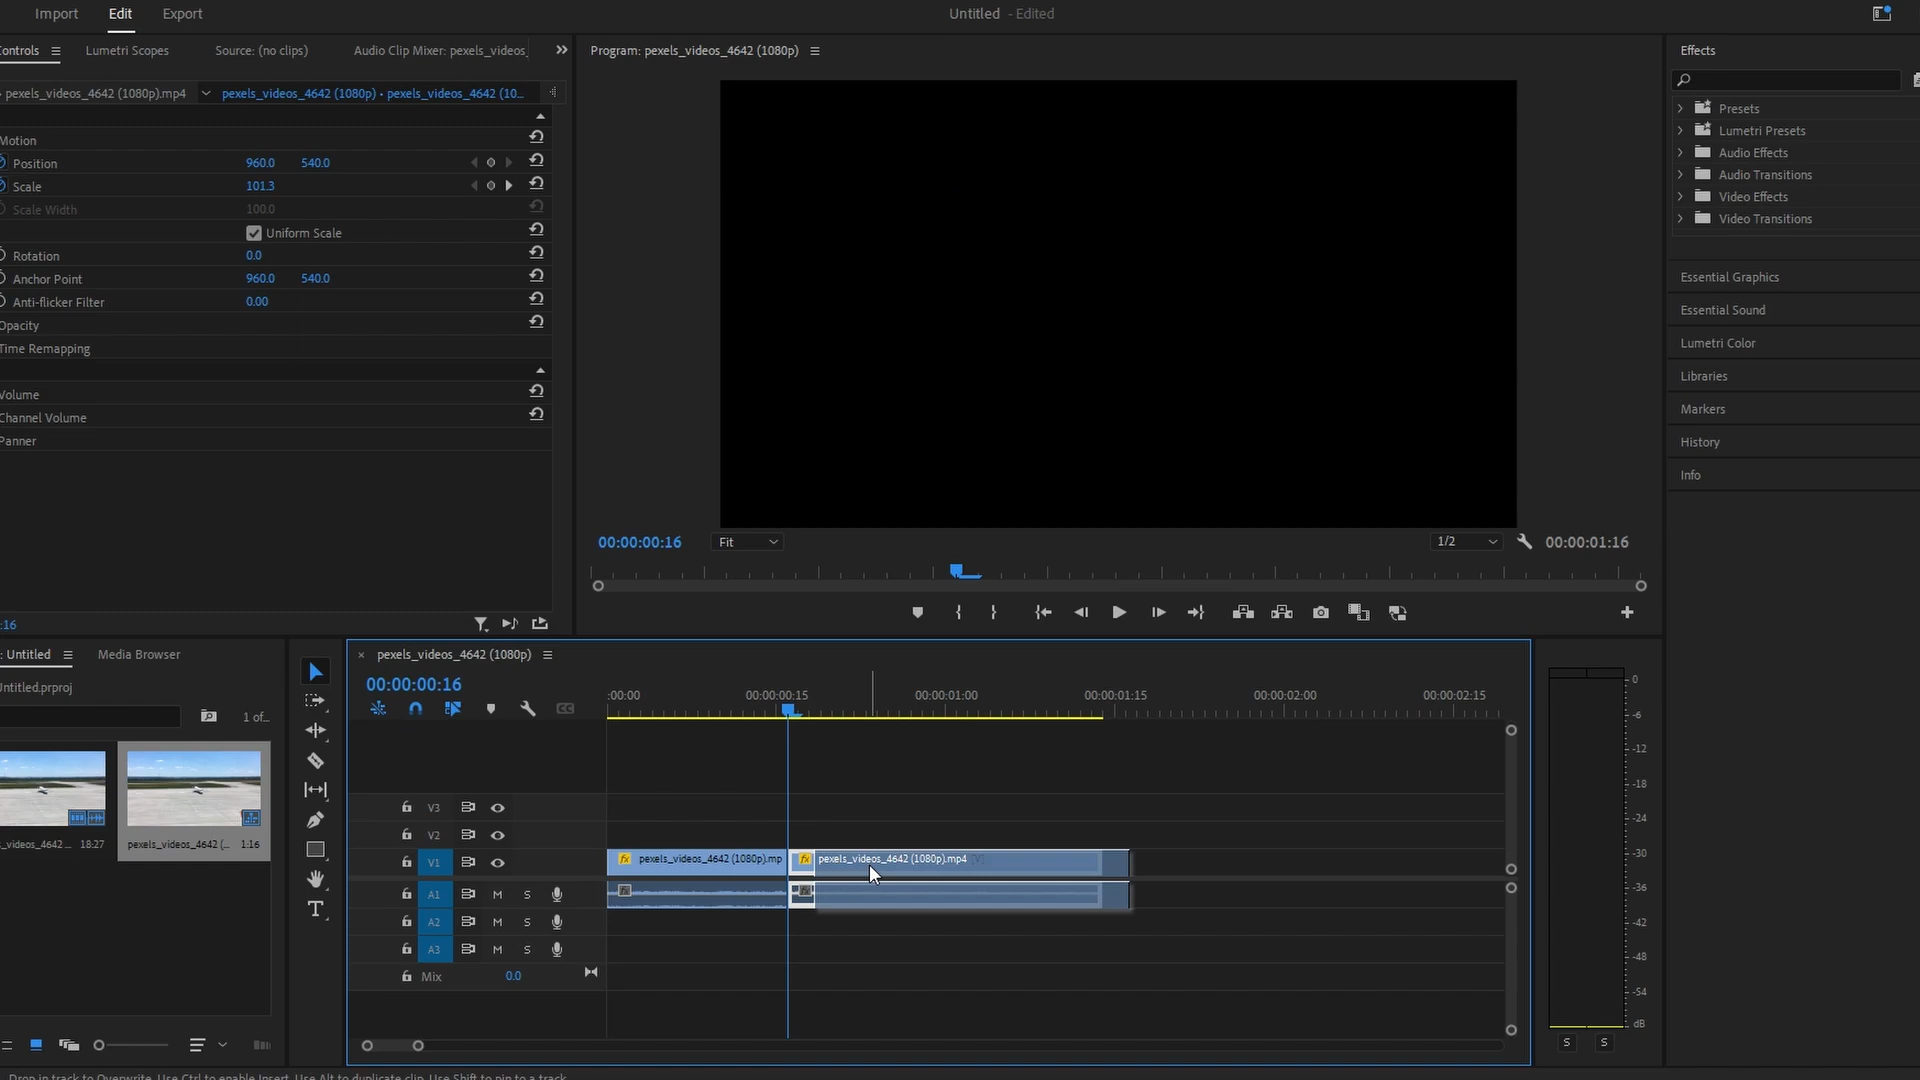 Import Edit Export Untitled - Edited
Controls Lumetri Scopes Source: (no clips) Audio Clip Mixer: pexels_videos_
pexels_videos_4642 (1080p).mp4 pexels_videos_4642 (1080p) • pexels_videos_4642 (10...
Motion
Position 960.0 540.0
Scale 101.3
Scale Width 100.0
Uniform Scale
Rotation 0.0
Anchor Point 960.0 540.0
Anti-flicker Filter 0.00
Opacity
Time Remapping
Volume
Channel Volume
Panner
:16
Program: pexels_videos_4642 (1080p)
00:00:00:16 Fit 1/2 00:00:01:16
Effects
Presets
Lumetri Presets
Audio Effects
Audio Transitions
Video Effects
Video Transitions
Essential Graphics
Essential Sound
Lumetri Color
Libraries
Markers
History
Info
: Untitled Media Browser
Untitled.prproj
1 of...
s_videos_4642... 18:27 pexels_videos_4642 (... 1:16
× pexels_videos_4642 (1080p)
00:00:00:16
:00:00 00:00:00:15 00:00:01:00 00:00:01:15 00:00:02:00 00:00:02:15
CC
V3
V2
V1 fx pexels_videos_4642 (1080p).mp fx pexels_videos_4642 (1080p).mp4 [V]
A1 M S fx fx
A2 M S
A3 M S
Mix 0.0
0
-6
-12
-18
-24
-30
-36
-42
-48
-54
dB
S S
Drop in track to Overwrite. Use Ctrl to enable Insert. Use Alt to duplicate clip. Use Shift to pin to a track.